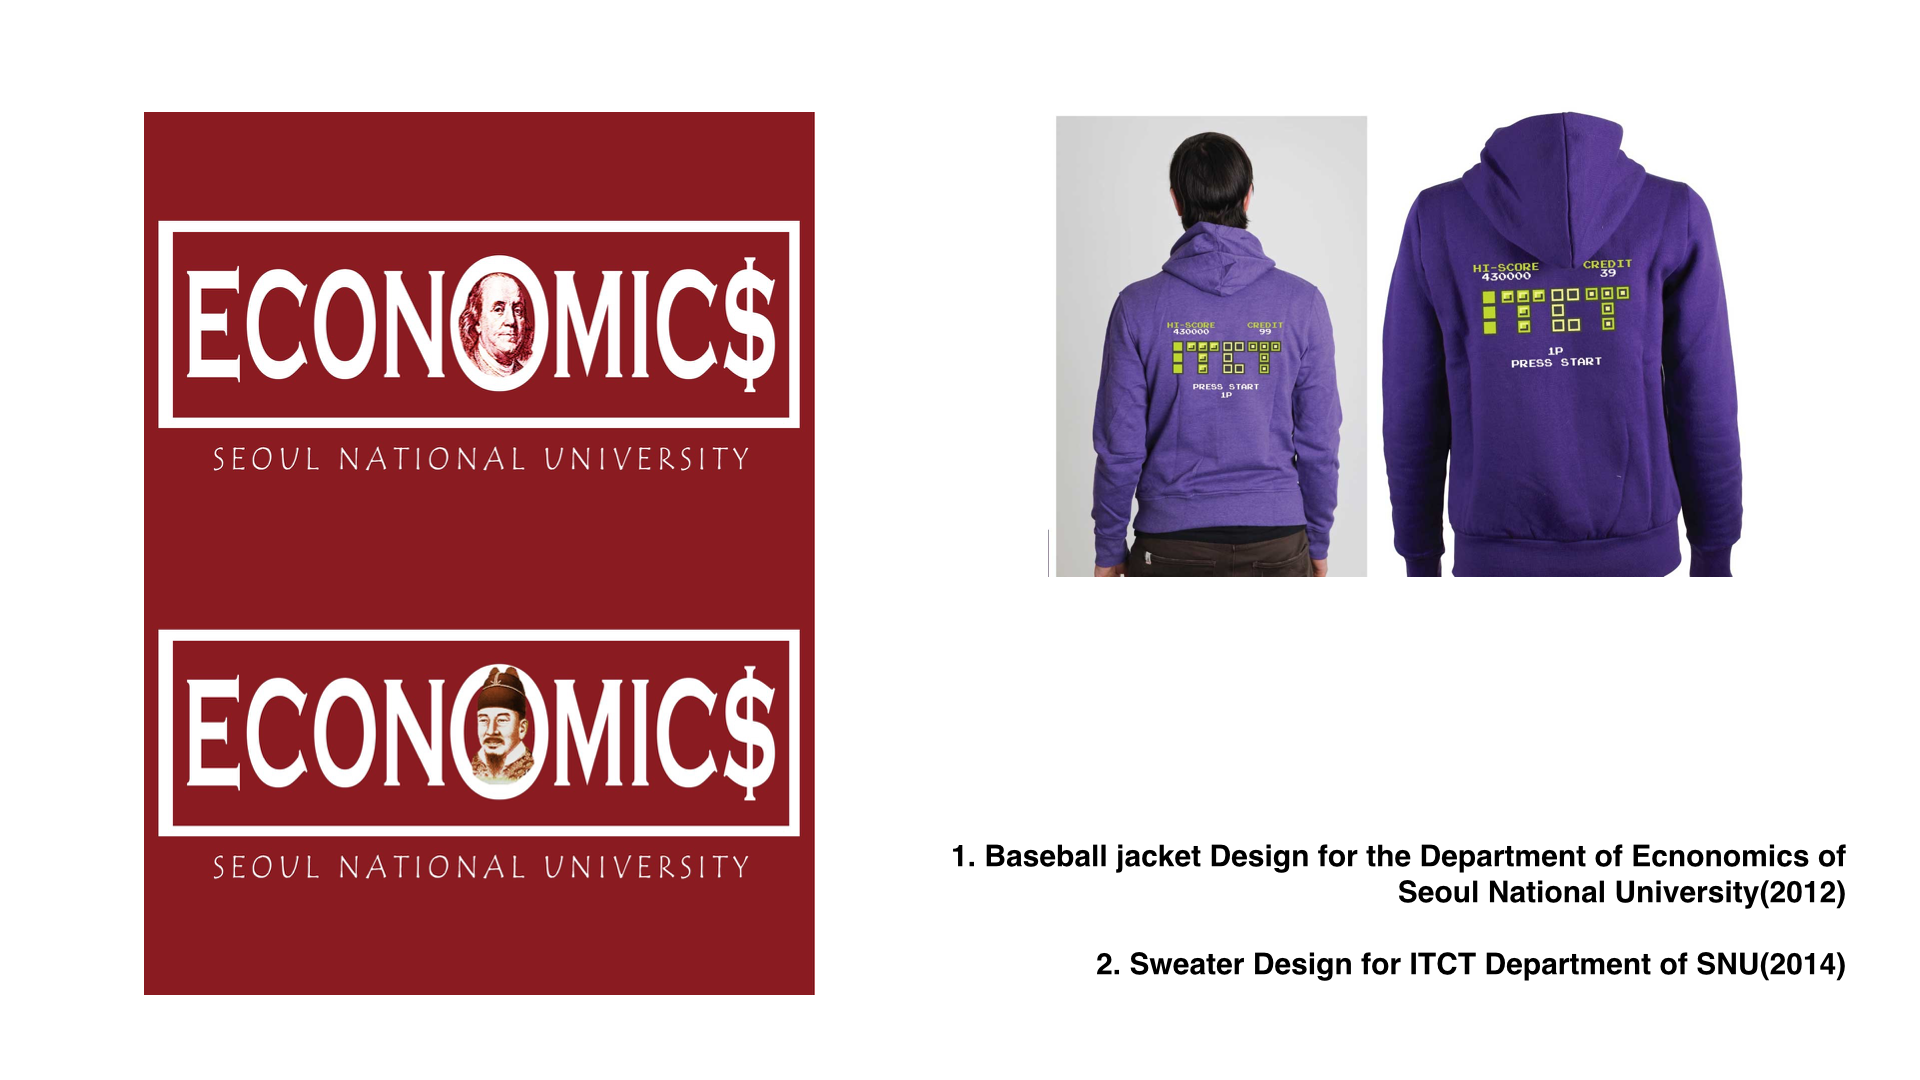 ECONOMIC$
SEOUL NATIONAL UNIVERSITY
ECONOMIC$
SEOUL NATIONAL UNIVERSITY
HI-SCORE CREDIT
430000 99
ITCT
PRESS START
1P
HI-SCORE CREDIT
430000 39
ITCT
1P
PRESS START
1. Baseball jacket Design for the Department of Ecnonomics of
Seoul National University(2012)
2. Sweater Design for ITCT Department of SNU(2014)